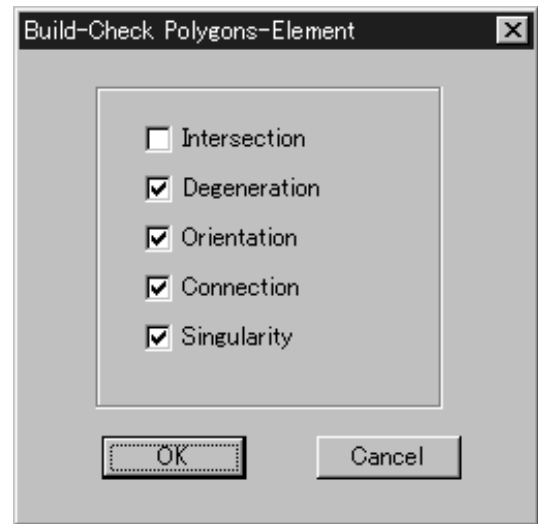 Build-Check Polygons-Element
Intersection
Degeneration
Orientation
Connection
Singularity
OK Cancel